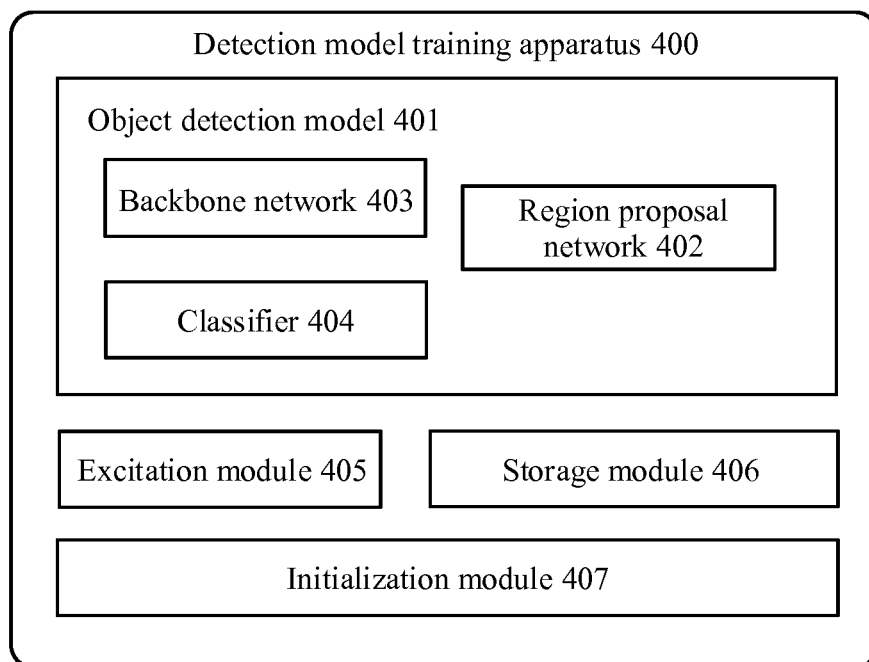 Detection model training apparatus 400
Object detection model 401
Backbone network 403
Region proposal
network 402
Classifier 404
Excitation module 405
Storage module 406
Initialization module 407